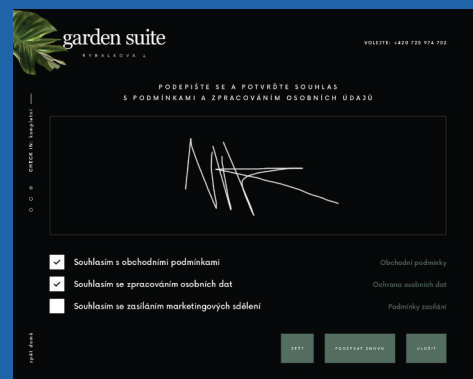 garden suite
RYBALKOVA 4
VOLEJTE: +420 725 974 702
PODEPIŠTE SE A POTVRĎTE SOUHLAS
S PODMÍNKAMI A ZPRACOVÁNÍM OSOBNÍCH ÚDAJŮ
CHECK IN: kompletní
Souhlasím s obchodními podmínkami
Obchodní podmínky
Souhlasím se zpracováním osobních dat
Ochrana osobních dat
Souhlasím se zasíláním marketingových sdělení
Podmínky zasílání
zpět domů
ZPĚT
PODEPSAT ZNOVU
ULOŽIT